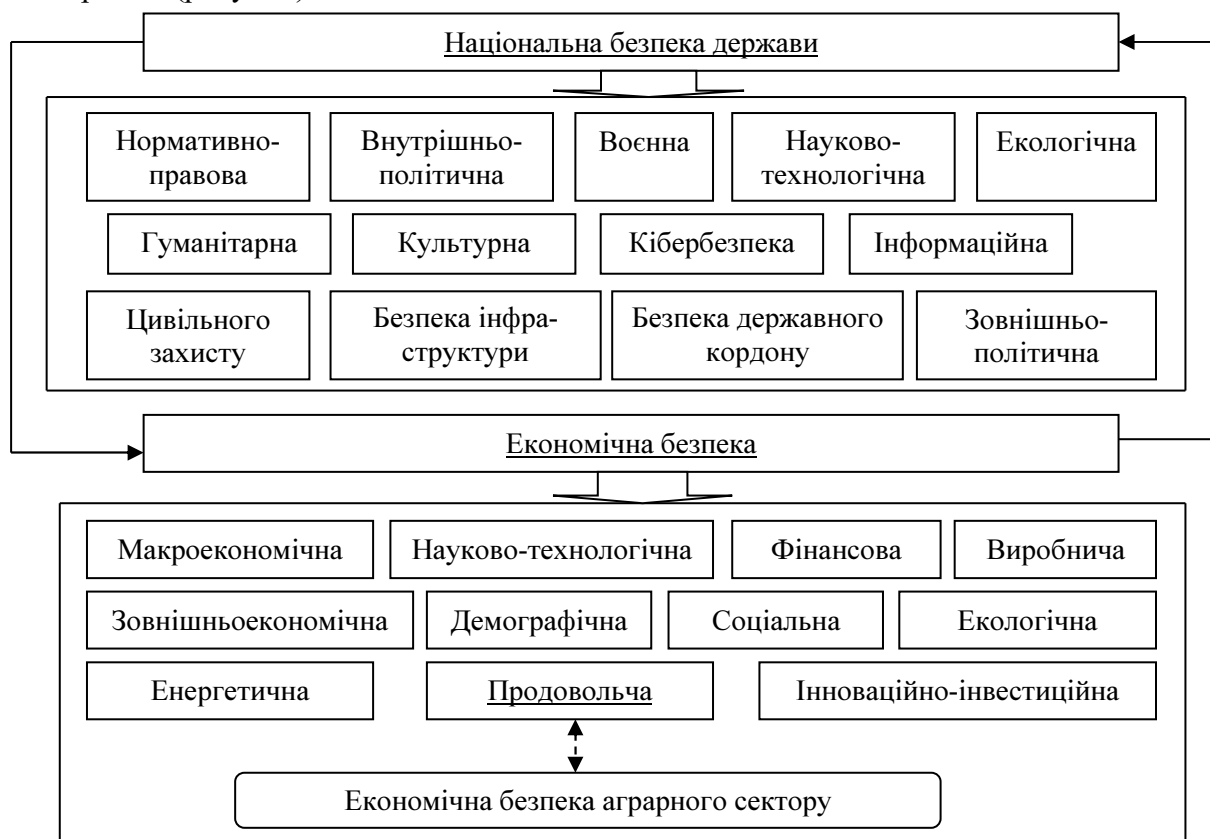 Національна безпека держави
Нормативно-
правова
Внутрішньо-
політична
Воєнна
Науково-
технологічна
Екологічна
Гуманітарна
Культурна
Кібербезпека
Інформаційна
Цивільного
захисту
Безпека інфра-
структури
Безпека державного
кордону
Зовнішньо-
політична
Економічна безпека
Макроекономічна
Науково-технологічна
Фінансова
Виробнича
Зовнішньоекономічна
Демографічна
Соціальна
Екологічна
Енергетична
Продовольча
Інноваційно-інвестиційна
Економічна безпека аграрного сектору